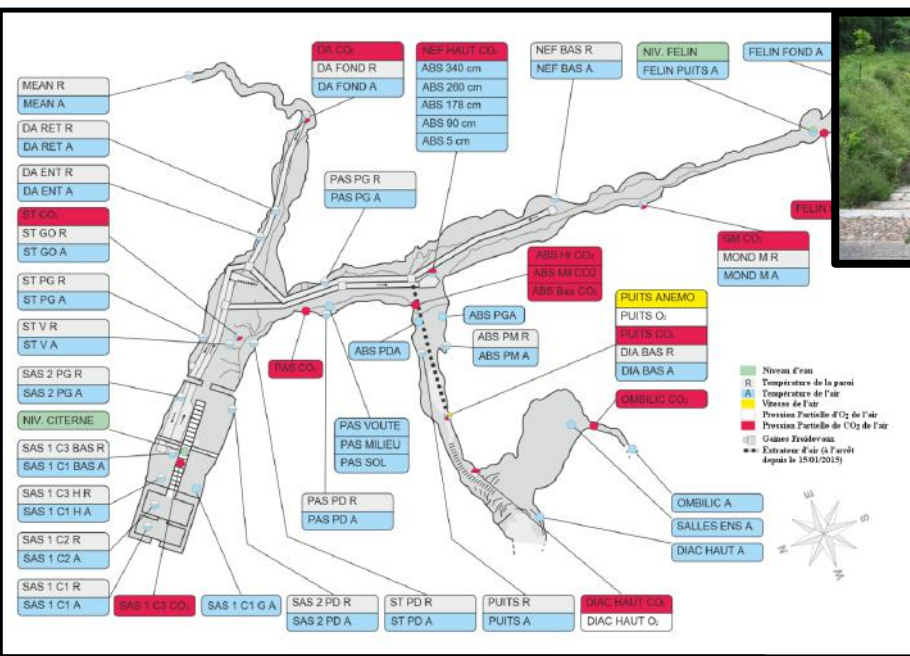 DA CO₂
DA FOND R
DA FOND A
NEF HAUT CO₂
ABS 340 cm
ABS 260 cm
ABS 178 cm
ABS 90 cm
ABS 5 cm
NEF BAS R
NEF BAS A
NIV. FELIN
FELIN PUITS A
FELIN FOND A
MEAN R
MEAN A
DA RET R
DA RET A
DA ENT R
DA ENT A
PAS PG R
PAS PG A
ST CO₂
ST GO R
ST GO A
FELIN
GM CO₂
MOND M R
MOND M A
ABS Ht CO₂
ABS Mil CO2
ABS Bas CO₂
ST PG R
ST PG A
PUITS ANEMO
PUITS O₂
PUITS CO₂
DIA BAS R
DIA BAS A
ABS PGA
ST V R
ST V A
ABS PDA
ABS PM R
ABS PM A
PAS CO₂
SAS 2 PG R
SAS 2 PG A
OMBILIC CO₂
Niveau d'eau
R Température de la paroi
A Température de l'air
Vitesse de l'air
Pression Partielle d'O₂ de l'air
Pression Partielle de CO₂ de l'air
Gaines Froidevaux
Extrateur d'air (à l'arrêt
depuis le 15/01/2015)
NIV. CITERNE
PAS VOUTE
PAS MILIEU
PAS SOL
SAS 1 C3 BAS R
SAS 1 C1 BAS A
SAS 1 C3 H R
SAS 1 C1 H A
PAS PD R
PAS PD A
OMBILIC A
SALLES ENS A
DIAC HAUT A
E
S
N
W
SAS 1 C2 R
SAS 1 C2 A
SAS 1 C1 R
SAS 1 C1 A
SAS 1 C3 CO₂
SAS 1 C1 G A
SAS 2 PD R
SAS 2 PD A
ST PD R
ST PD A
PUITS R
PUITS A
DIAC HAUT CO₂
DIAC HAUT O₂